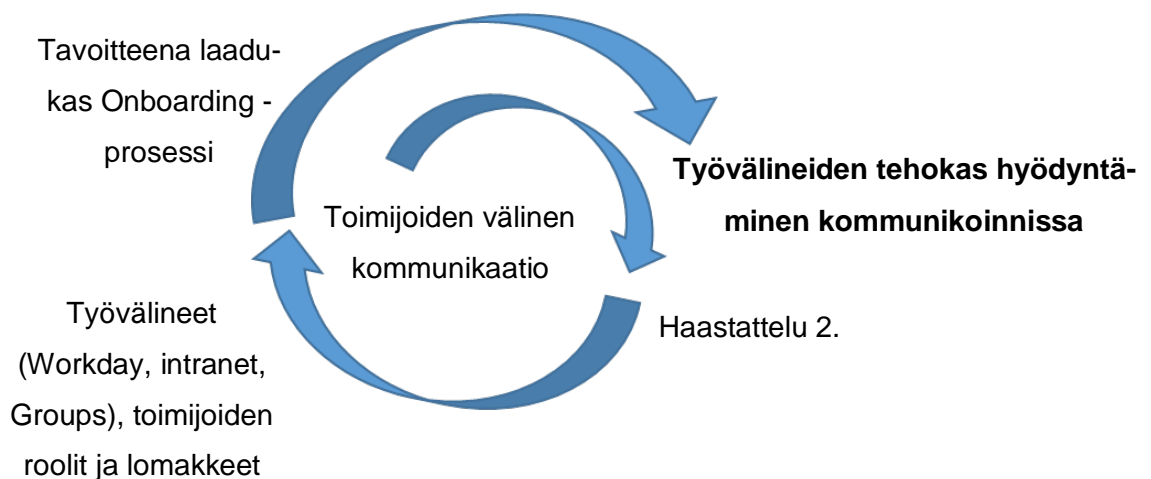 Tavoitteena laadu-
kas Onboarding -
prosessi
Työvälineiden tehokas hyödyntä-
minen kommunikoinnissa
Toimijoiden välinen
kommunikaatio
Haastattelu 2.
Työvälineet
(Workday, intranet,
Groups), toimijoiden
roolit ja lomakkeet